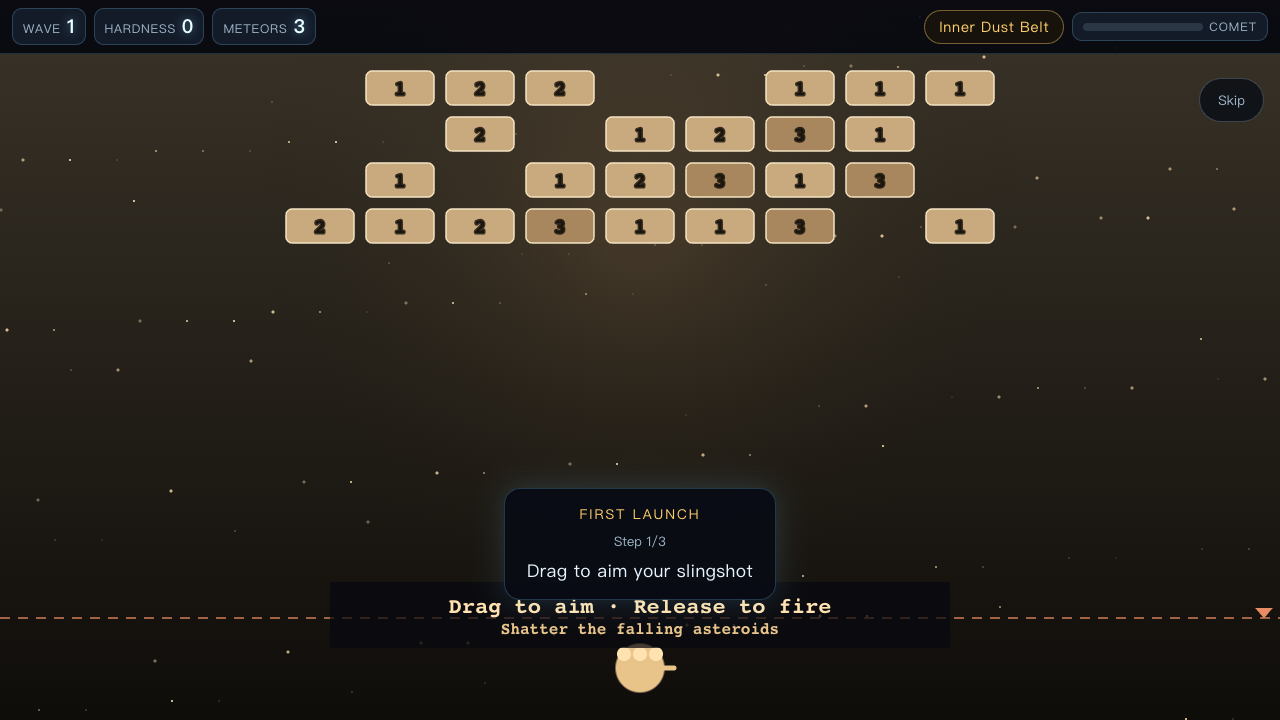 WAVE 1 HARDNESS 0 METEORS 3 Inner Dust Belt COMET
1 2 2 1 1 1
Skip
2 1 2 3 1
1 1 2 3 1 3
2 1 2 3 1 1 3 1
FIRST LAUNCH
Step 1/3
Drag to aim your slingshot
Drag to aim · Release to fire
Shatter the falling asteroids